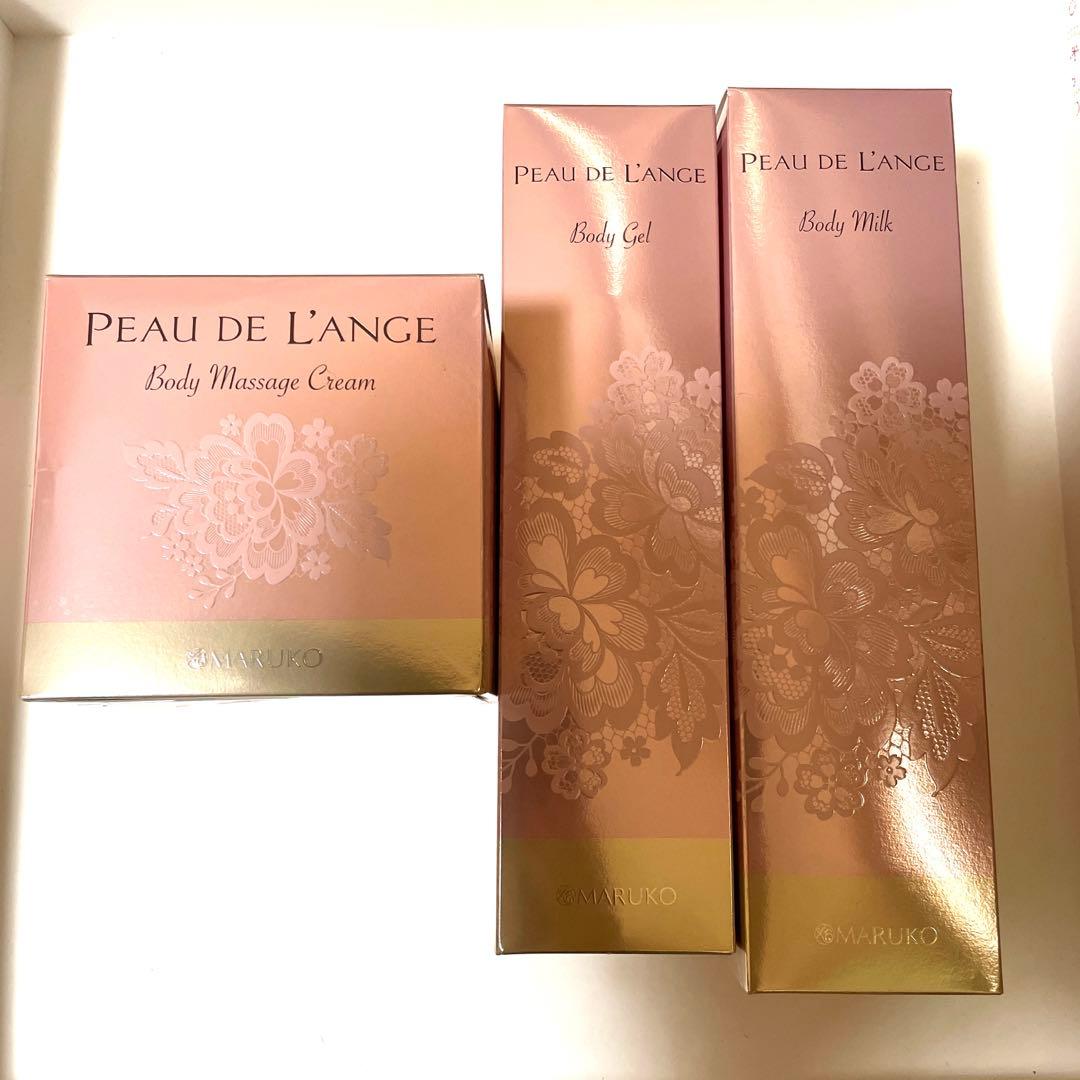 PEAU DE L'ANGE
Body Massage Cream
MARUKO
PEAU DE L'ANGE
Body Gel
MARUKO
PEAU DE L'ANGE
Body Milk
MARUKO